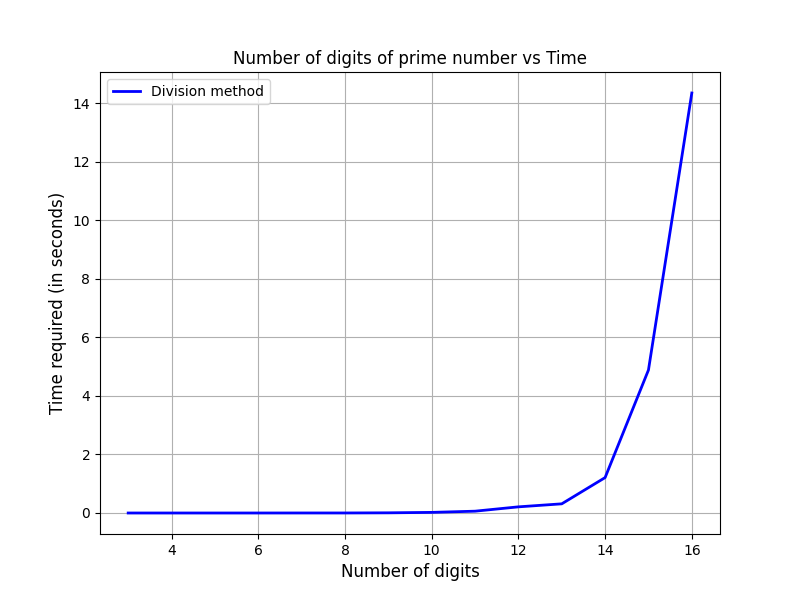 Number of digits of prime number vs Time
Division method
Time required (in seconds)
14
12
10
8
6
4
2
0
4 6 8 10 12 14 16
Number of digits